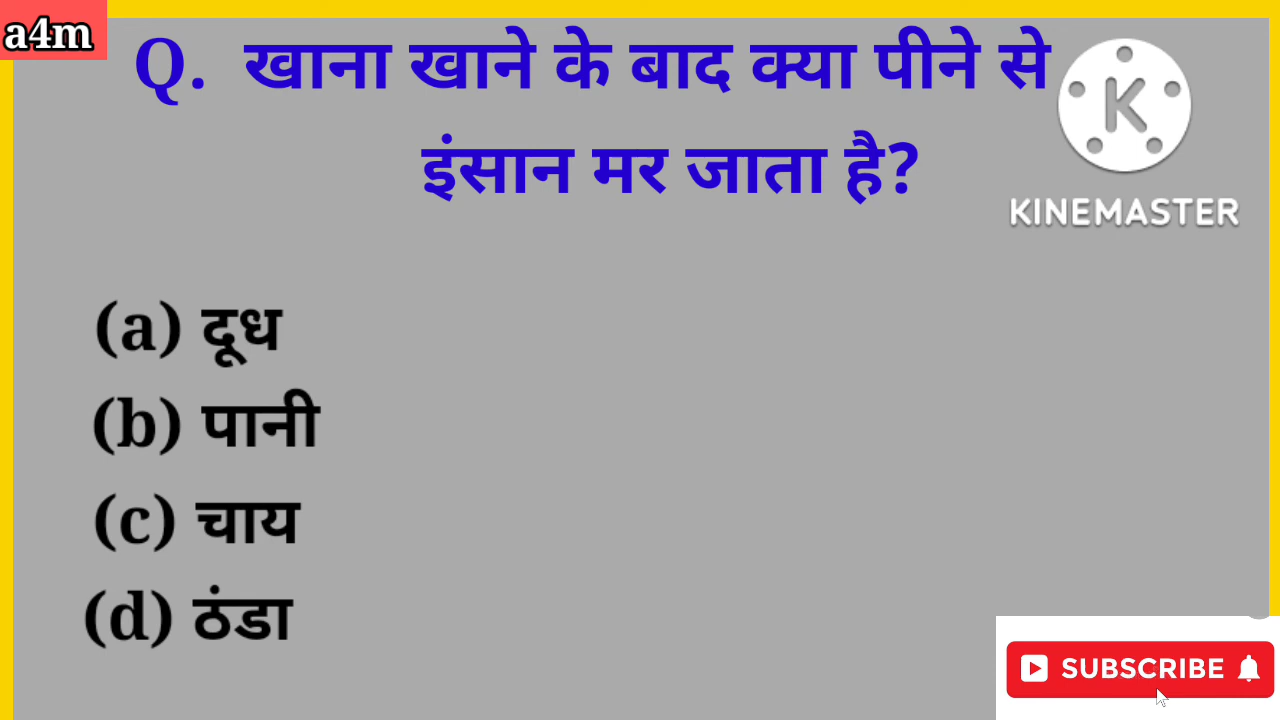 a4m
Q. खाना खाने के बाद क्या पीने से
इंसान मर जाता है?
K
KINEMASTER
(a) दूध
(b) पानी
(c) चाय
(d) ठंडा
SUBSCRIBE